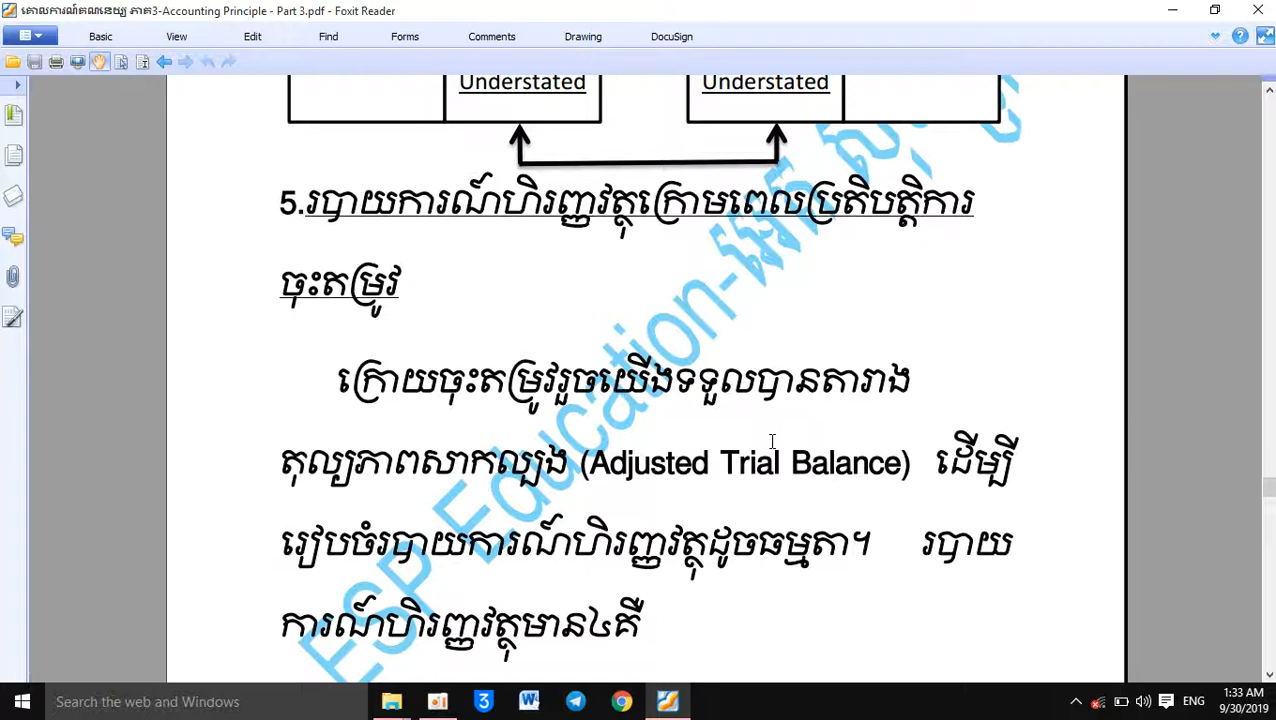 គោលការណ៍គណនេយ្យ ភាគ3-Accounting Principle - Part 3.pdf - Foxit Reader
Basic View Edit Find Forms Comments Drawing DocuSign
Understated Understated
5.របាយការណ៍ហិរញ្ញវត្ថុក្រោមពេលប្រតិបត្តិការ
ចុះតម្រូវ
ក្រោយចុះតម្រូវរួចយើងទទួលបានតារាង
តុល្យភាពសាកល្បង (Adjusted Trial Balance) ដើម្បី
រៀបចំរបាយការណ៍ហិរញ្ញវត្ថុដូចធម្មតា។ របាយ
ការណ៍ហិរញ្ញវត្ថុមាន៤គឺ
ESP Education-
Search the web and Windows
ENG
1:33 AM
9/30/2019